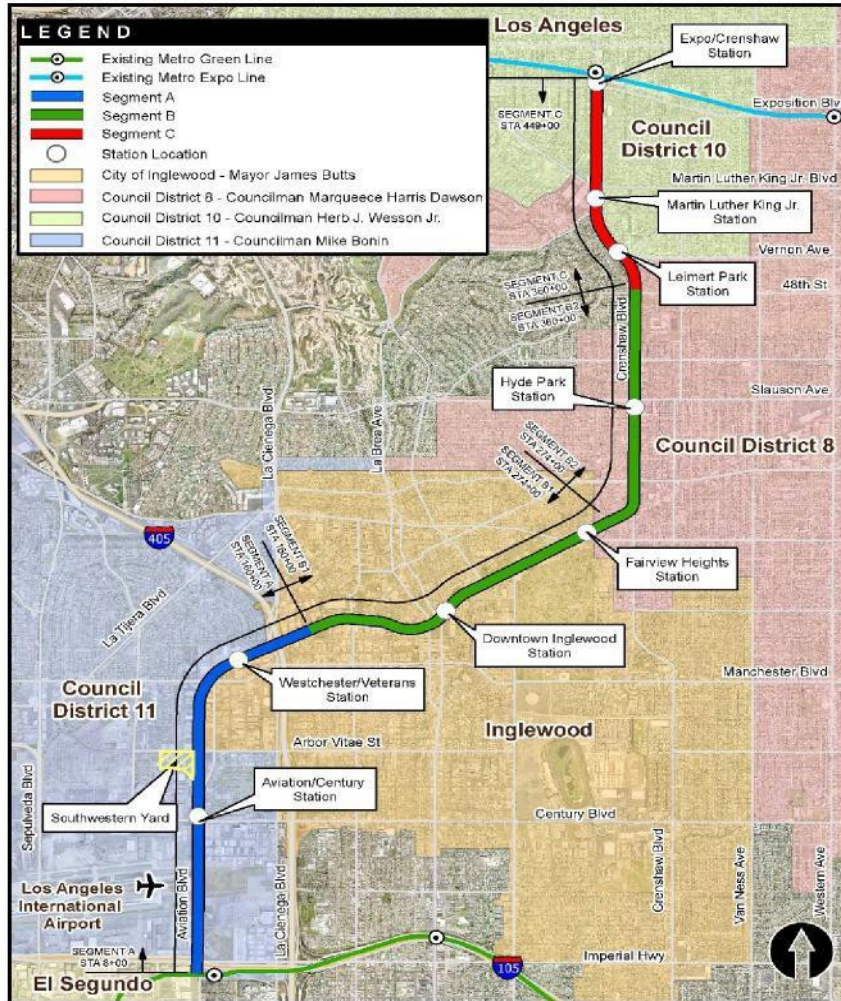 LEGEND
Existing Metro Green Line
Existing Metro Expo Line
Segment A
Segment B
Segment C
Station Location
City of Inglewood - Mayor James Butts
Council District 8 - Councilman Marqueece Harris Dawson
Council District 10 - Councilman Herb J. Wesson Jr.
Council District 11 - Councilman Mike Bonin
Los Angeles
Expo/Crenshaw
Station
Exposition Blv
SEGMENT C
STA 449+00
Council
District 10
Martin Luther King Jr. Blvd
Martin Luther King Jr.
Station
Vernon Ave
Leimert Park
Station
48th St
SEGMENT C
STA 360+00
SEGMENT B2
STA 360+00
Crenshaw Blvd
Hyde Park
Station
Slauson Ave
La Cienega Blvd
La Brea Ave
Council District 8
SEGMENT B2
STA 274+00
SEGMENT B1
STA 274+00
405
SEGMENT B1
STA 160+00
SEGMENT A
STA 160+00
Fairview Heights
Station
La Tijera Blvd
Downtown Inglewood
Station
Manchester Blvd
Westchester/Veterans
Station
Council
District 11
Inglewood
Arbor Vitae St
Sepulveda Blvd
Southwestern Yard
Aviation/Century
Station
Century Blvd
Los Angeles
International
Airport
Aviation Blvd
La Cienega Blvd
Crenshaw Blvd
Van Ness Ave
Western Ave
SEGMENT A
STA 8+00
Imperial Hwy
El Segundo
105